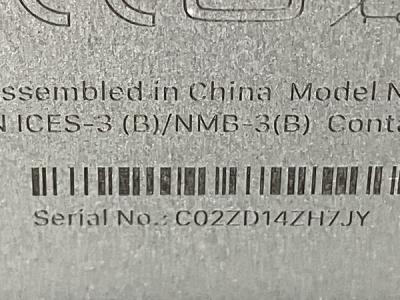 ssembled in China Model N
N ICES-3 (B)/NMB-3(B) Conta
Serial No.: C02ZD14ZH7JY